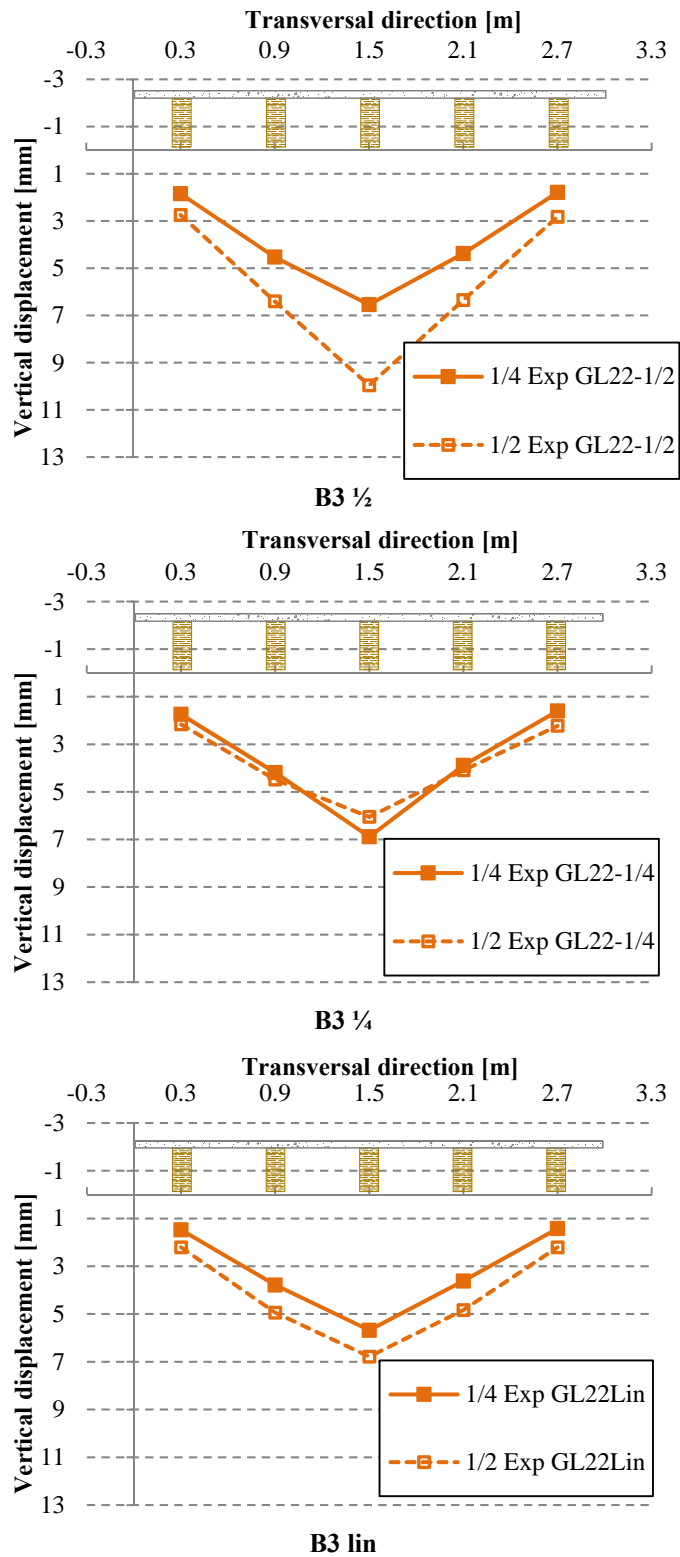 Transversal direction [m]
-0.3 0.3 0.9 1.5 2.1 2.7 3.3
-3
-1
1
3
5
7
9
11
13
Vertical displacement [mm]
1/4 Exp GL22-1/2
1/2 Exp GL22-1/2
B3 ½
Transversal direction [m]
-0.3 0.3 0.9 1.5 2.1 2.7 3.3
-3
-1
1
3
5
7
9
11
13
Vertical displacement [mm]
1/4 Exp GL22-1/4
1/2 Exp GL22-1/4
B3 ¼
Transversal direction [m]
-0.3 0.3 0.9 1.5 2.1 2.7 3.3
-3
-1
1
3
5
7
9
11
13
Vertical displacement [mm]
1/4 Exp GL22Lin
1/2 Exp GL22Lin
B3 lin